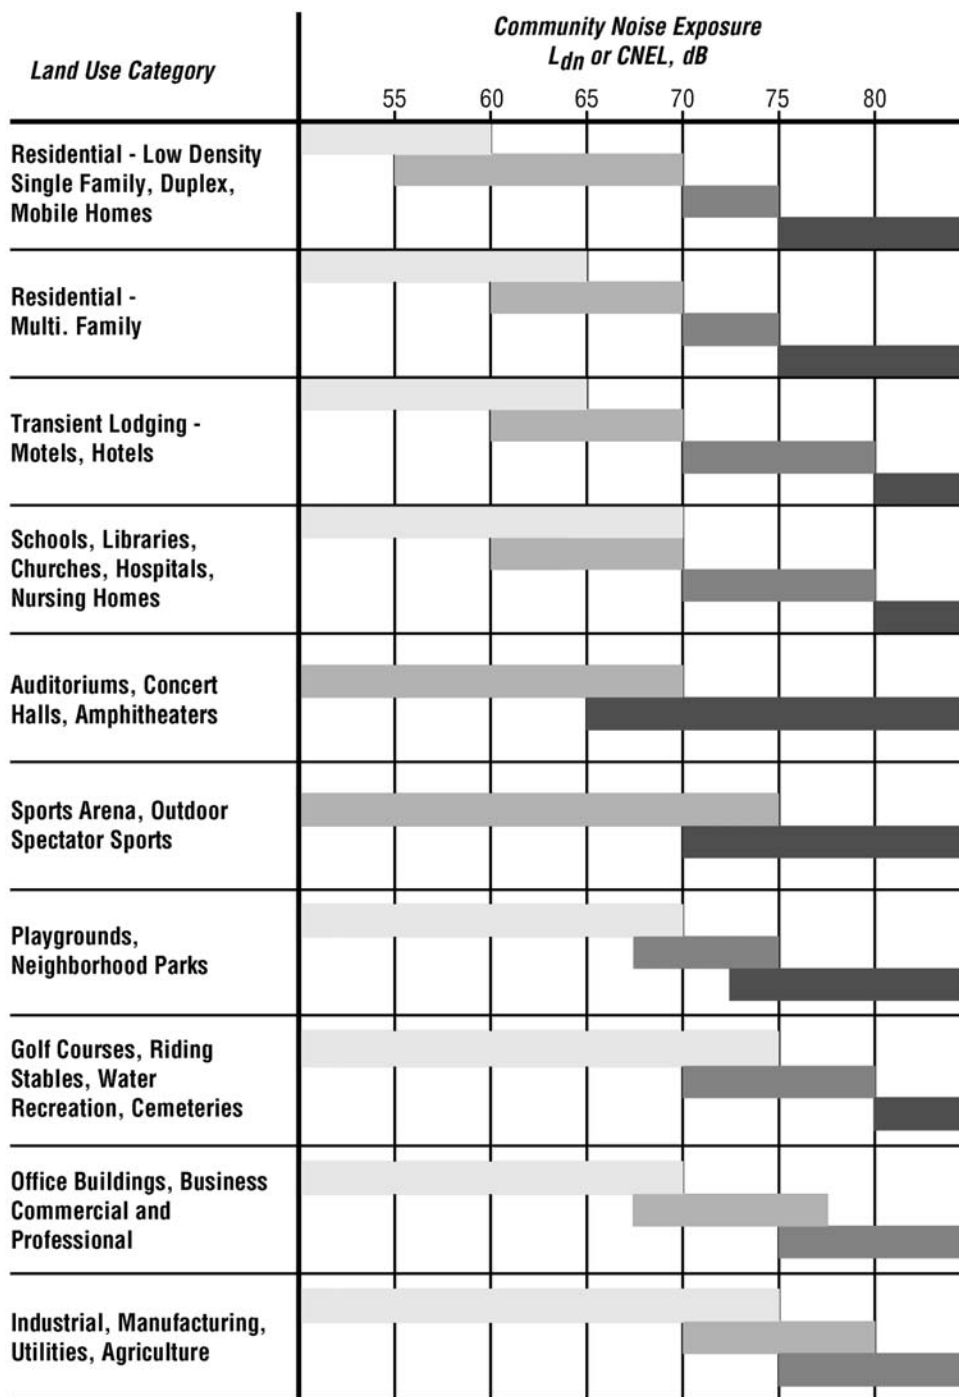 Community Noise Exposure
Ldn or CNEL, dB
Land Use Category
55 60 65 70 75 80
Residential - Low Density
Single Family, Duplex,
Mobile Homes
Residential -
Multi. Family
Transient Lodging -
Motels, Hotels
Schools, Libraries,
Churches, Hospitals,
Nursing Homes
Auditoriums, Concert
Halls, Amphitheaters
Sports Arena, Outdoor
Spectator Sports
Playgrounds,
Neighborhood Parks
Golf Courses, Riding
Stables, Water
Recreation, Cemeteries
Office Buildings, Business
Commercial and
Professional
Industrial, Manufacturing,
Utilities, Agriculture